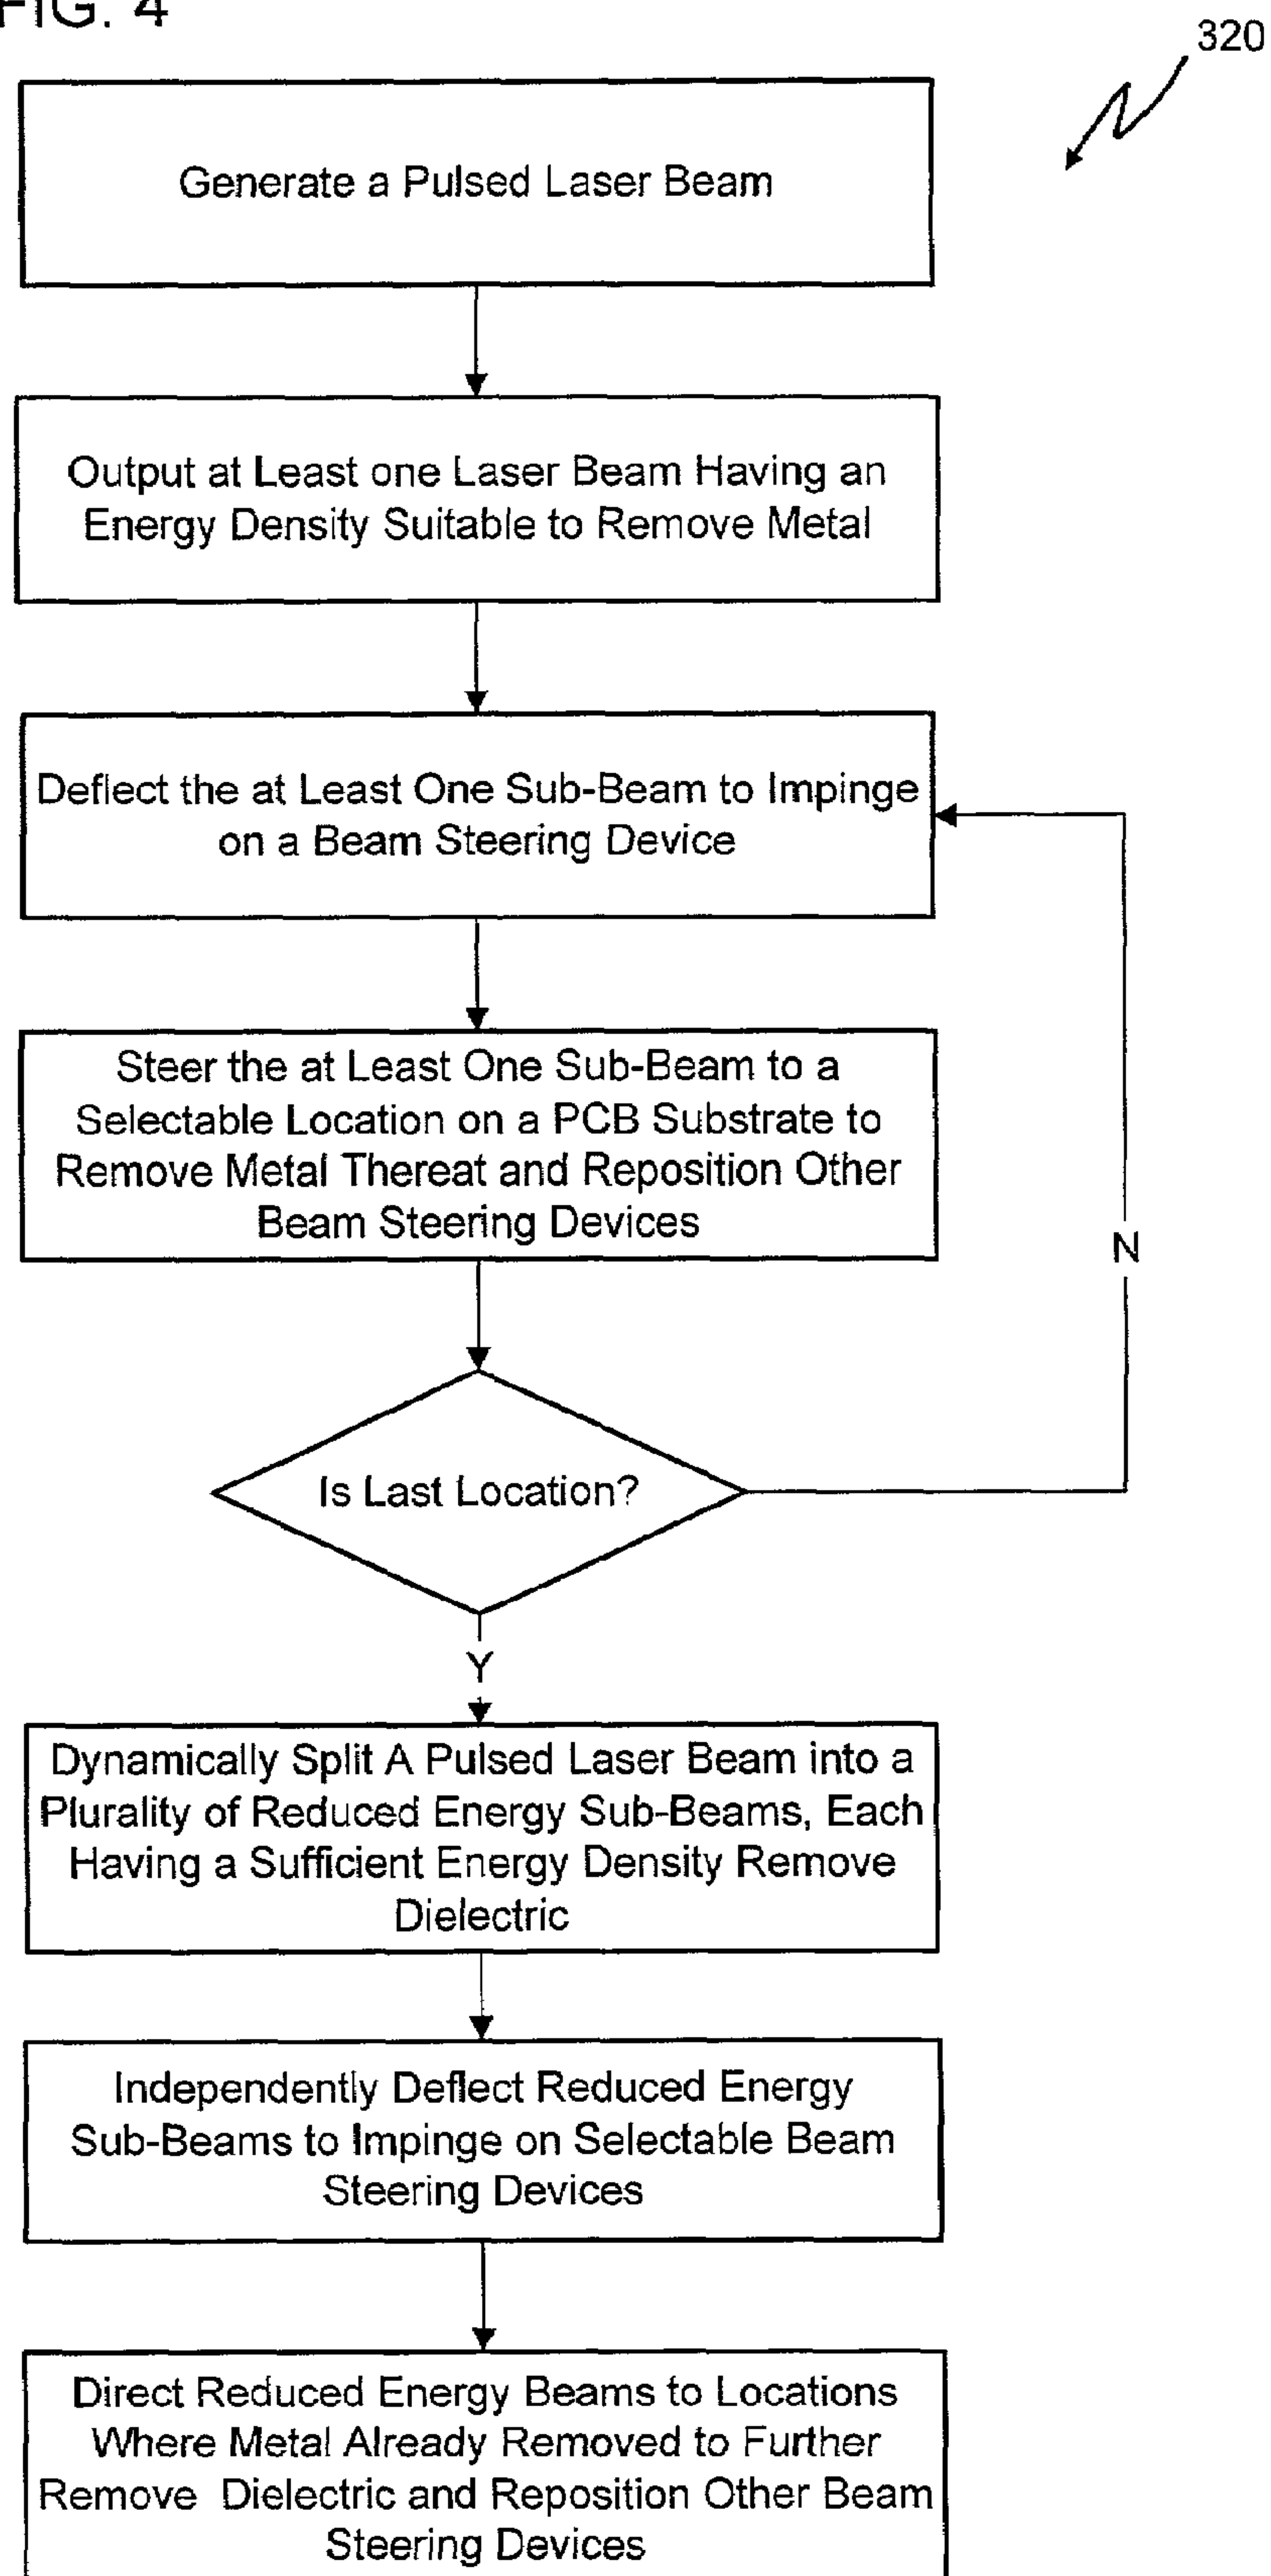 FIG. 4
320
Generate a Pulsed Laser Beam
Output at Least one Laser Beam Having an
Energy Density Suitable to Remove Metal
Deflect the at Least One Sub-Beam to Impinge
on a Beam Steering Device
Steer the at Least One Sub-Beam to a
Selectable Location on a PCB Substrate to
Remove Metal Thereat and Reposition Other
Beam Steering Devices
N
Is Last Location?
Y
Dynamically Split A Pulsed Laser Beam into a
Plurality of Reduced Energy Sub-Beams, Each
Having a Sufficient Energy Density Remove
Dielectric
Independently Deflect Reduced Energy
Sub-Beams to Impinge on Selectable Beam
Steering Devices
Direct Reduced Energy Beams to Locations
Where Metal Already Removed to Further
Remove Dielectric and Reposition Other Beam
Steering Devices